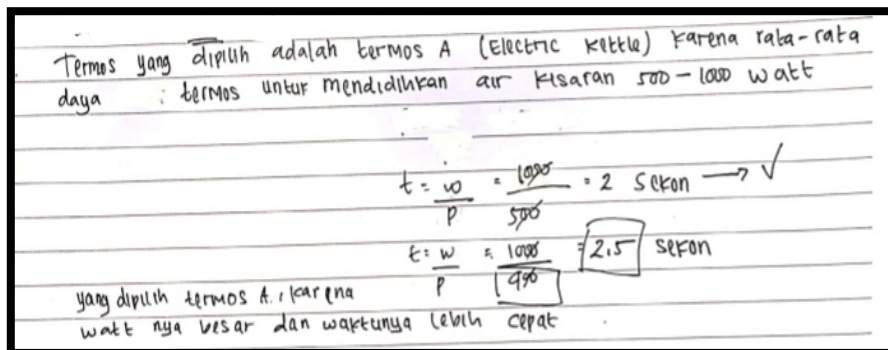 Termos yang dipilih adalah termos A (Electric kettle) karena rata-rata
daya : termos untuk mendidihkan air kisaran 500 - 1000 watt
t = w/P = 1000/500 = 2 sekon → √
t = w/P = 1000/400 = 2,5 sekon
yang dipilih termos A, karena
watt nya besar dan waktunya lebih cepat.